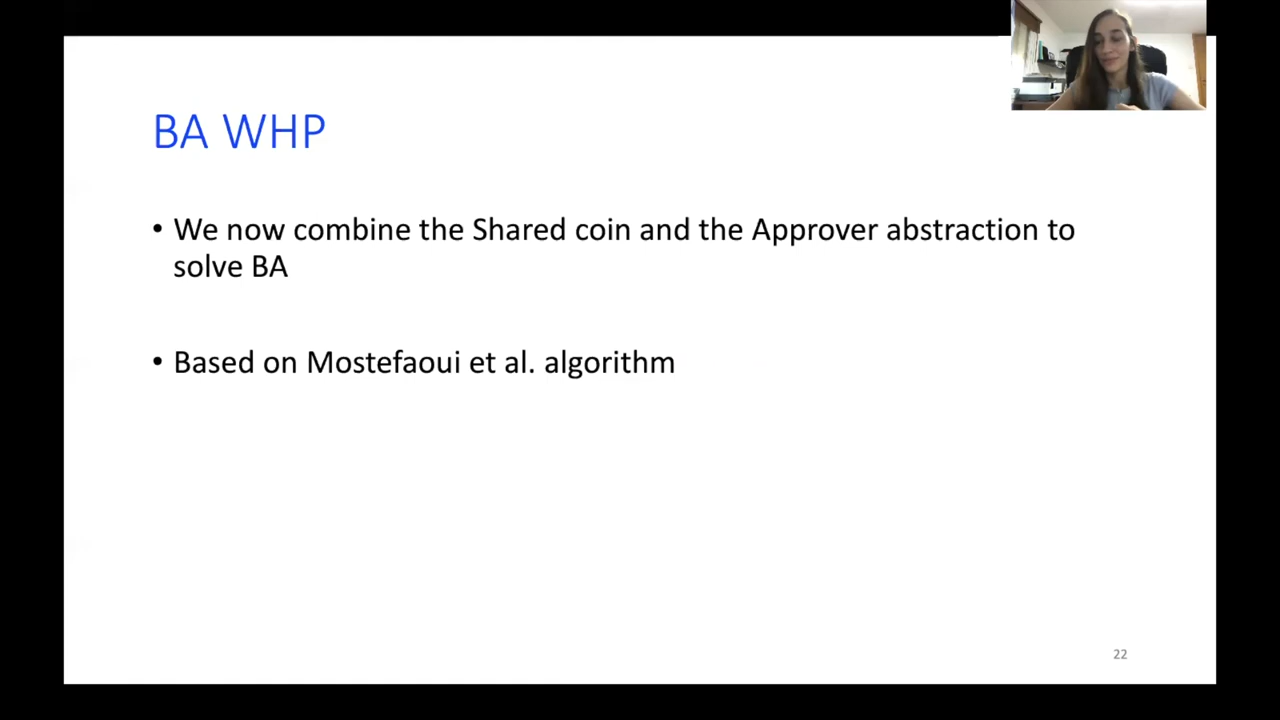 BA WHP
• We now combine the Shared coin and the Approver abstraction to
solve BA
• Based on Mostefaoui et al. algorithm
22